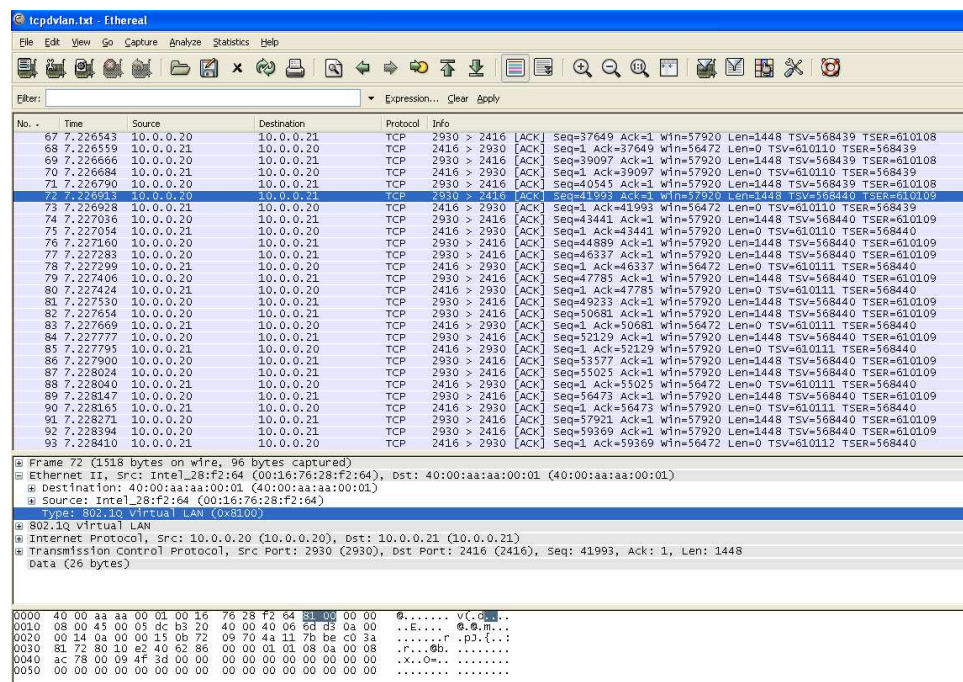 tcpdvlan.txt - Ethereal
File Edit View Go Capture Analyze Statistics Help
Filter: Expression... Clear Apply
No. - Time Source Destination Protocol Info
67 7.226543 10.0.0.20 10.0.0.21 TCP 2930 > 2416 [ACK] Seq=37649 Ack=1 Win=57920 Len=1448 TSV=568439 TSER=610108
68 7.226559 10.0.0.21 10.0.0.20 TCP 2416 > 2930 [ACK] Seq=1 Ack=37649 Win=56472 Len=0 TSV=610110 TSER=568439
69 7.226666 10.0.0.20 10.0.0.21 TCP 2930 > 2416 [ACK] Seq=39097 Ack=1 Win=57920 Len=1448 TSV=568439 TSER=610108
70 7.226684 10.0.0.21 10.0.0.20 TCP 2416 > 2930 [ACK] Seq=1 Ack=39097 Win=57920 Len=0 TSV=610110 TSER=568439
71 7.226790 10.0.0.20 10.0.0.21 TCP 2930 > 2416 [ACK] Seq=40545 Ack=1 Win=57920 Len=1448 TSV=568439 TSER=610108
72 7.226913 10.0.0.20 10.0.0.21 TCP 2930 > 2416 [ACK] Seq=41993 Ack=1 Win=57920 Len=1448 TSV=568440 TSER=610109
73 7.226928 10.0.0.21 10.0.0.20 TCP 2416 > 2930 [ACK] Seq=1 Ack=41993 Win=56472 Len=0 TSV=610110 TSER=568439
74 7.227036 10.0.0.20 10.0.0.21 TCP 2930 > 2416 [ACK] Seq=43441 Ack=1 Win=57920 Len=1448 TSV=568440 TSER=610109
75 7.227054 10.0.0.21 10.0.0.20 TCP 2416 > 2930 [ACK] Seq=1 Ack=43441 Win=57920 Len=0 TSV=610110 TSER=568440
76 7.227160 10.0.0.20 10.0.0.21 TCP 2930 > 2416 [ACK] Seq=44889 Ack=1 Win=57920 Len=1448 TSV=568440 TSER=610109
77 7.227283 10.0.0.20 10.0.0.21 TCP 2930 > 2416 [ACK] Seq=46337 Ack=1 Win=57920 Len=1448 TSV=568440 TSER=610109
78 7.227299 10.0.0.21 10.0.0.20 TCP 2416 > 2930 [ACK] Seq=1 Ack=46337 Win=56472 Len=0 TSV=610111 TSER=568440
79 7.227406 10.0.0.20 10.0.0.21 TCP 2930 > 2416 [ACK] Seq=47785 Ack=1 Win=57920 Len=1448 TSV=568440 TSER=610109
80 7.227424 10.0.0.21 10.0.0.20 TCP 2416 > 2930 [ACK] Seq=1 Ack=47785 Win=57920 Len=0 TSV=610111 TSER=568440
81 7.227530 10.0.0.20 10.0.0.21 TCP 2930 > 2416 [ACK] Seq=49233 Ack=1 Win=57920 Len=1448 TSV=568440 TSER=610109
82 7.227654 10.0.0.20 10.0.0.21 TCP 2930 > 2416 [ACK] Seq=50681 Ack=1 Win=57920 Len=1448 TSV=568440 TSER=610109
83 7.227669 10.0.0.21 10.0.0.20 TCP 2416 > 2930 [ACK] Seq=1 Ack=50681 Win=56472 Len=0 TSV=610111 TSER=568440
84 7.227777 10.0.0.20 10.0.0.21 TCP 2930 > 2416 [ACK] Seq=52129 Ack=1 Win=57920 Len=1448 TSV=568440 TSER=610109
85 7.227795 10.0.0.21 10.0.0.20 TCP 2416 > 2930 [ACK] Seq=1 Ack=52129 Win=57920 Len=0 TSV=610111 TSER=568440
86 7.227900 10.0.0.20 10.0.0.21 TCP 2930 > 2416 [ACK] Seq=53577 Ack=1 Win=57920 Len=1448 TSV=568440 TSER=610109
87 7.228024 10.0.0.20 10.0.0.21 TCP 2930 > 2416 [ACK] Seq=55025 Ack=1 Win=57920 Len=1448 TSV=568440 TSER=610109
88 7.228040 10.0.0.21 10.0.0.20 TCP 2416 > 2930 [ACK] Seq=1 Ack=55025 Win=56472 Len=0 TSV=610111 TSER=568440
89 7.228147 10.0.0.20 10.0.0.21 TCP 2930 > 2416 [ACK] Seq=56473 Ack=1 Win=57920 Len=1448 TSV=568440 TSER=610109
90 7.228165 10.0.0.21 10.0.0.20 TCP 2416 > 2930 [ACK] Seq=1 Ack=56473 Win=57920 Len=0 TSV=610111 TSER=568440
91 7.228271 10.0.0.20 10.0.0.21 TCP 2930 > 2416 [ACK] Seq=57921 Ack=1 Win=57920 Len=1448 TSV=568440 TSER=610109
92 7.228394 10.0.0.20 10.0.0.21 TCP 2930 > 2416 [ACK] Seq=59369 Ack=1 Win=57920 Len=1448 TSV=568440 TSER=610109
93 7.228410 10.0.0.21 10.0.0.20 TCP 2416 > 2930 [ACK] Seq=1 Ack=59369 Win=56472 Len=0 TSV=610112 TSER=568440
Frame 72 (1518 bytes on wire, 96 bytes captured)
Ethernet II, Src: Intel_28:f2:64 (00:16:76:28:f2:64), Dst: 40:00:aa:aa:00:01 (40:00:aa:aa:00:01)
Destination: 40:00:aa:aa:00:01 (40:00:aa:aa:00:01)
Source: Intel_28:f2:64 (00:16:76:28:f2:64)
Type: 802.1Q Virtual LAN (0x8100)
802.1Q Virtual LAN
Internet Protocol, Src: 10.0.0.20 (10.0.0.20), Dst: 10.0.0.21 (10.0.0.21)
Transmission Control Protocol, Src Port: 2930 (2930), Dst Port: 2416 (2416), Seq: 41993, Ack: 1, Len: 1448
Data (26 bytes)
0000 40 00 aa aa 00 01 00 16 76 28 f2 64 81 00 00 00 @....... v(.d....
0010 08 00 45 00 05 dc b3 20 40 00 40 06 6d d3 0a 00 ..E.... @.@.m...
0020 00 14 0a 00 00 15 0b 72 09 70 4a 11 7b be c0 3a .......r .pJ.{..:
0030 81 72 80 10 e2 40 62 86 00 00 01 01 08 0a 00 08 .r...@b. ........
0040 ac 78 00 09 4f 3d 00 00 00 00 00 00 00 00 00 00 .x..O=.. ........
0050 00 00 00 00 00 00 00 00 00 00 00 00 00 00 00 00 ........ ........